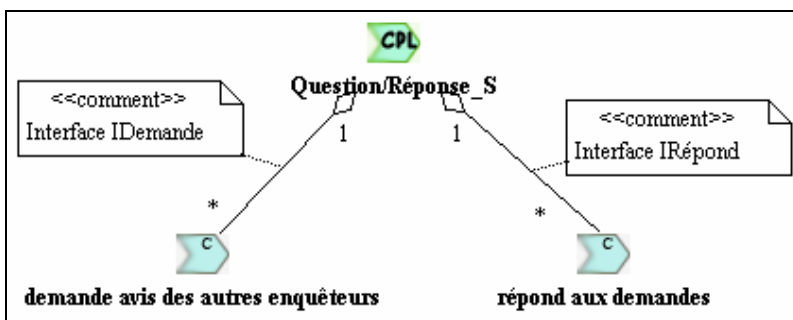 CPL
Question/Réponse_S
<<comment>>
Interface IDemande
<<comment>>
Interface IRépond
1
1
*
*
C
C
demande avis des autres enquêteurs
répond aux demandes